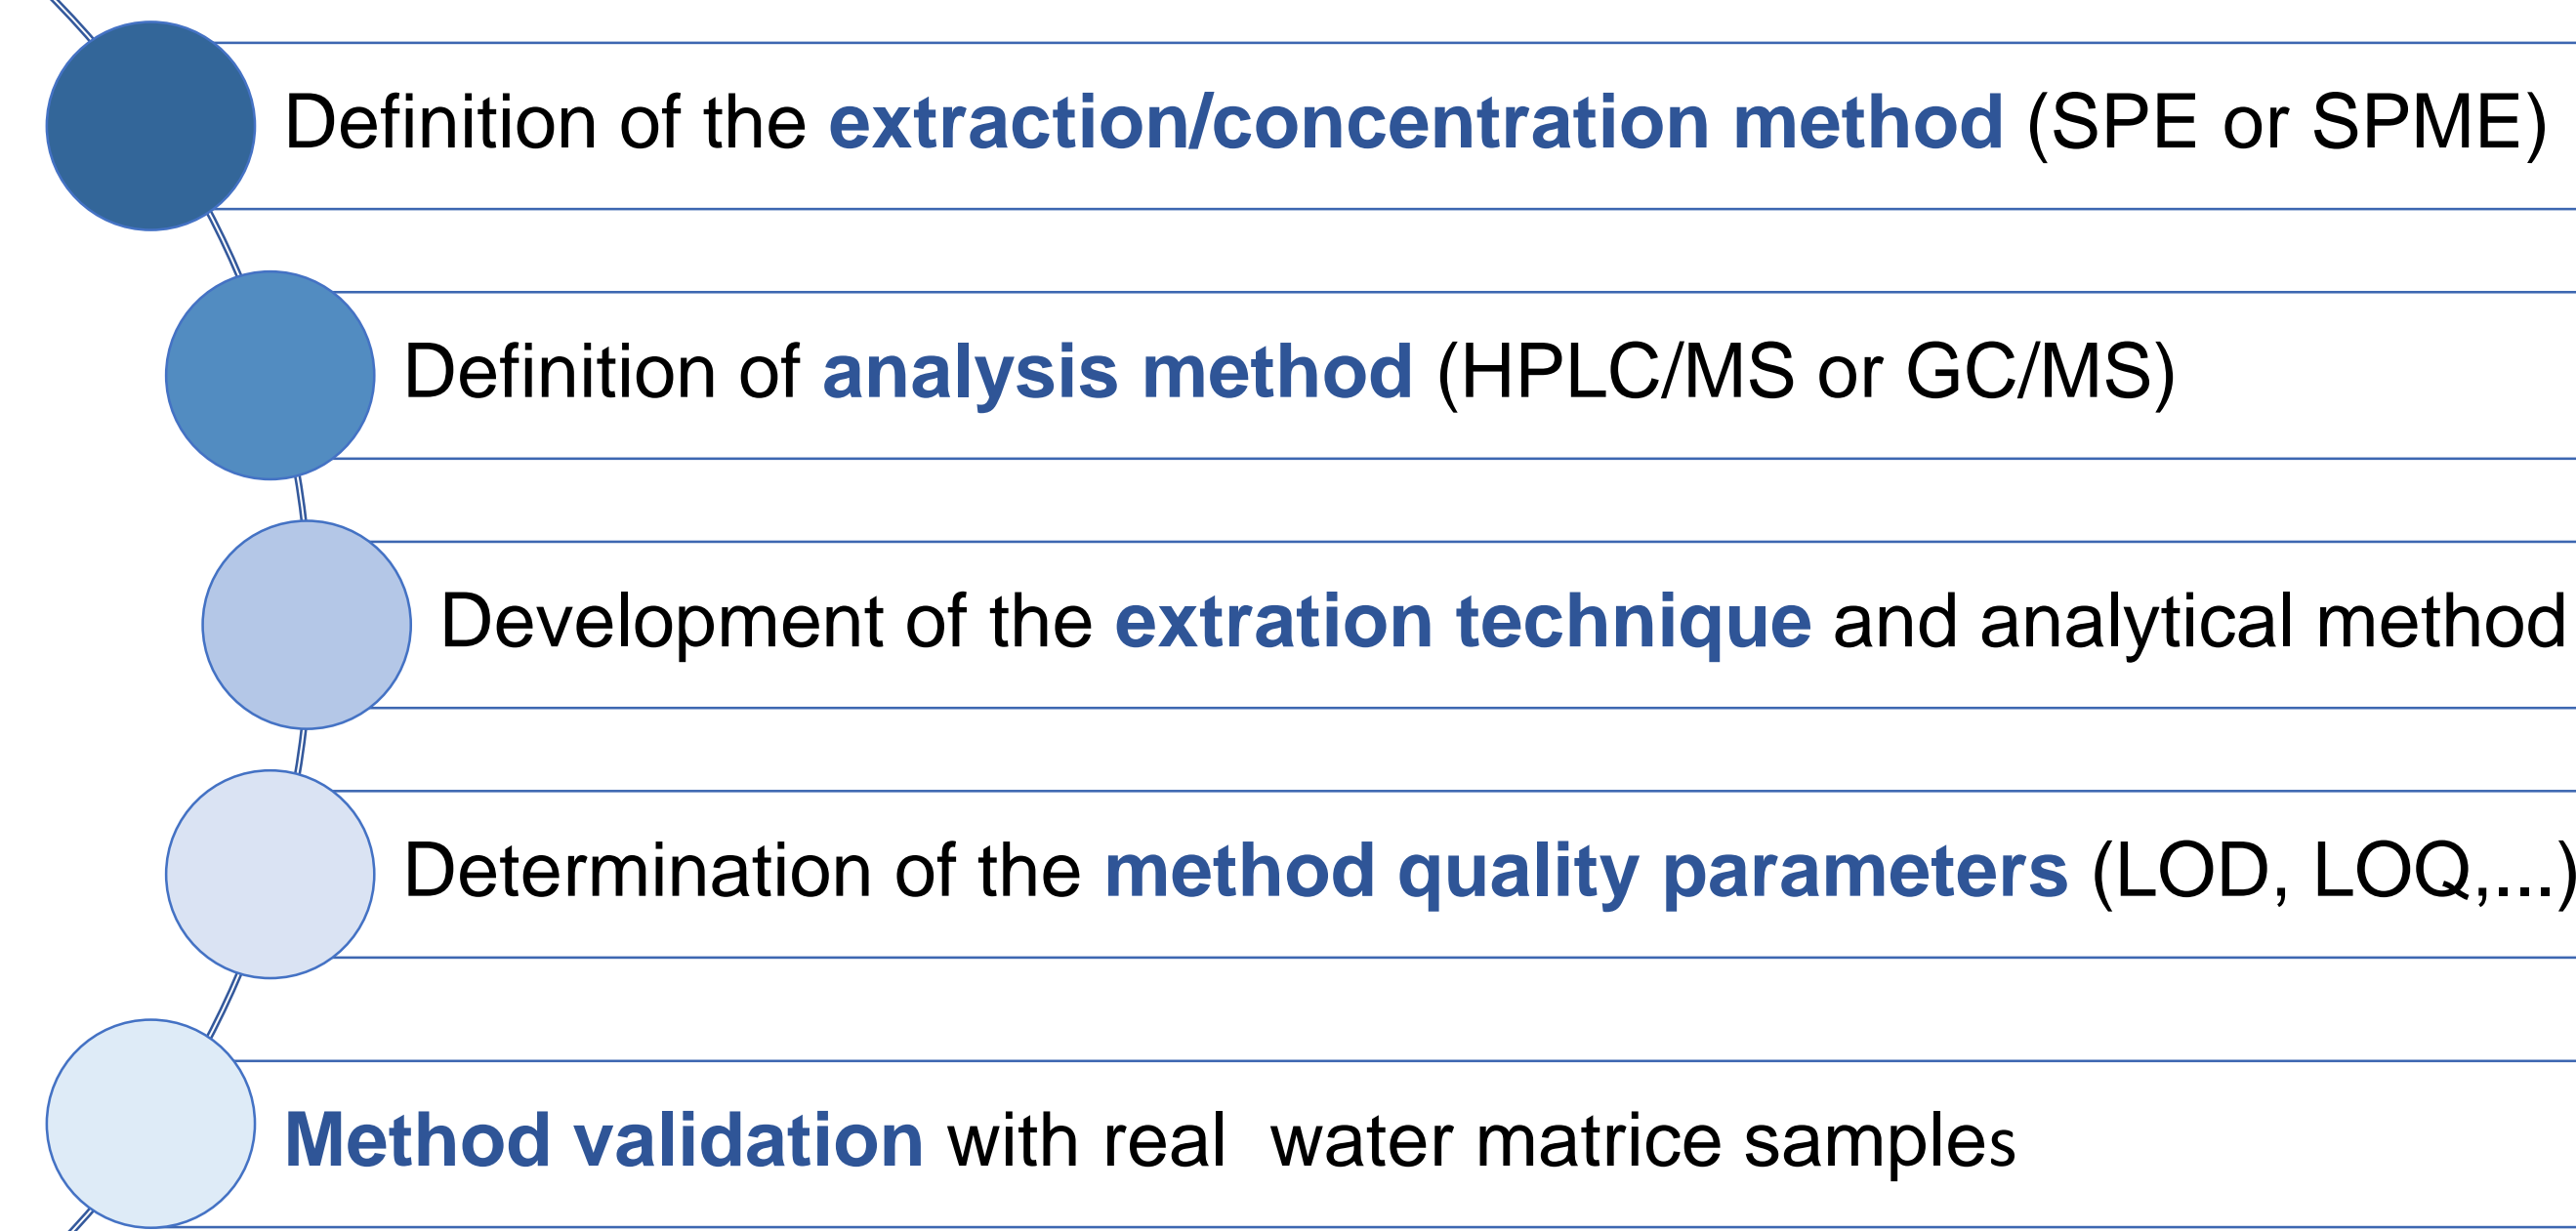 Definition of the extraction/concentration method (SPE or SPME)
Definition of analysis method (HPLC/MS or GC/MS)
Development of the extration technique and analytical method
Determination of the method quality parameters (LOD, LOQ,...)
Method validation with real  water matrice samples